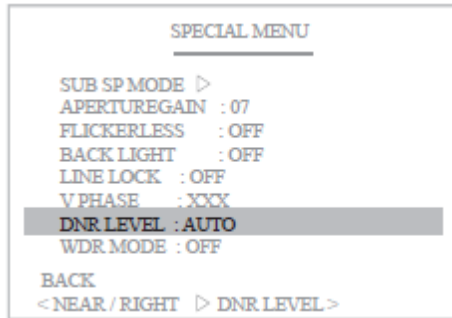 SPECIAL MENU
SUB SP MODE ▷
APERTUREGAIN : 07
FLICKERLESS : OFF
BACK LIGHT : OFF
LINE LOCK : OFF
V PHASE : XXX
DNR LEVEL : AUTO
WDR MODE : OFF
BACK
< NEAR / RIGHT ▷ DNR LEVEL >